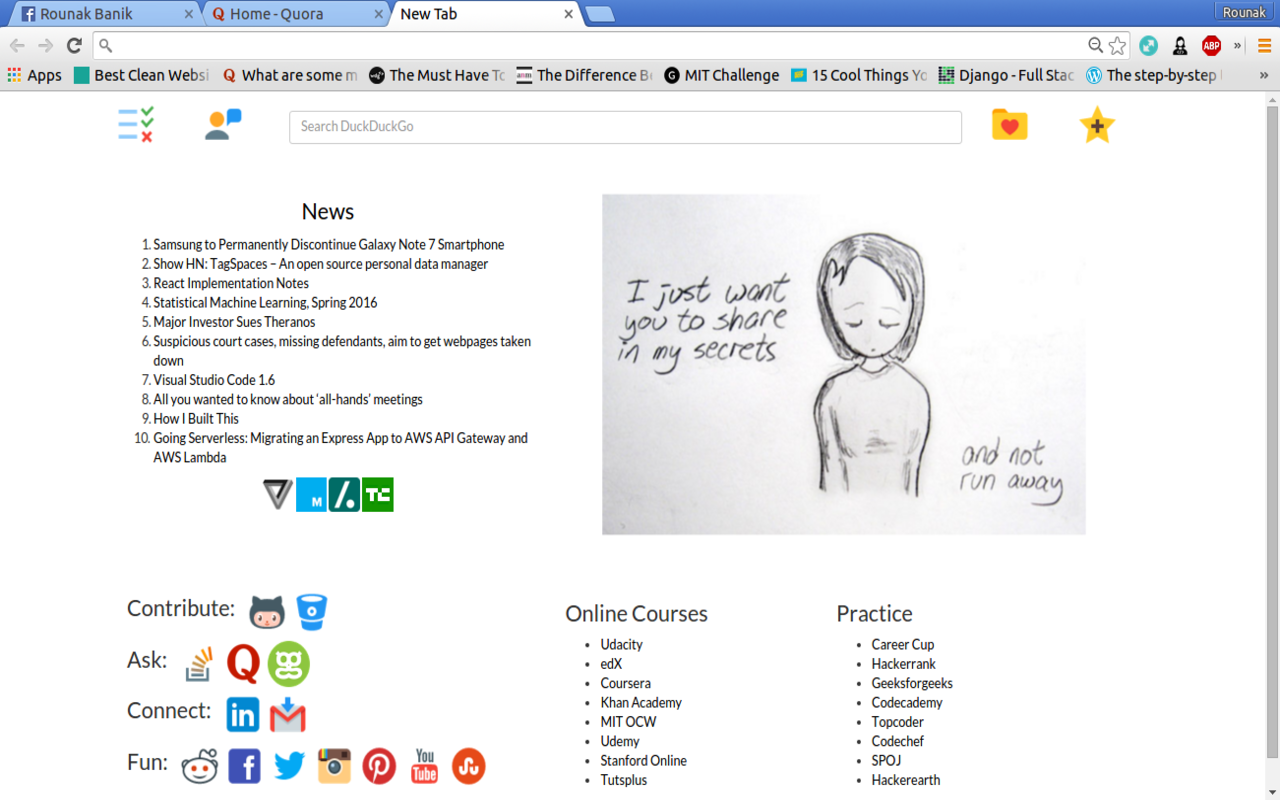 Rounak Banik
Home - Quora
New Tab
Rounak
ABP
»
Apps
Best Clean Websi
What are some m
The Must Have To
The Difference Be
MIT Challenge
15 Cool Things Yo
Django - Full Stac
The step-by-step
»
Search DuckDuckGo
News
1. Samsung to Permanently Discontinue Galaxy Note 7 Smartphone
2. Show HN: TagSpaces – An open source personal data manager
3. React Implementation Notes
4. Statistical Machine Learning, Spring 2016
5. Major Investor Sues Theranos
6. Suspicious court cases, missing defendants, aim to get webpages taken
down
7. Visual Studio Code 1.6
8. All you wanted to know about ‘all-hands’ meetings
9. How I Built This
10. Going Serverless: Migrating an Express App to AWS API Gateway and
AWS Lambda
M
/.
TC
I just want
you to share
in my secrets
and not
run away
Contribute:
Ask:
Q
Connect:
in
Fun:
You
Tube
Online Courses
Udacity
edX
Coursera
Khan Academy
MIT OCW
Udemy
Stanford Online
Tutsplus
Practice
Career Cup
Hackerrank
Geeksforgeeks
Codecademy
Topcoder
Codechef
SPOJ
Hackerearth